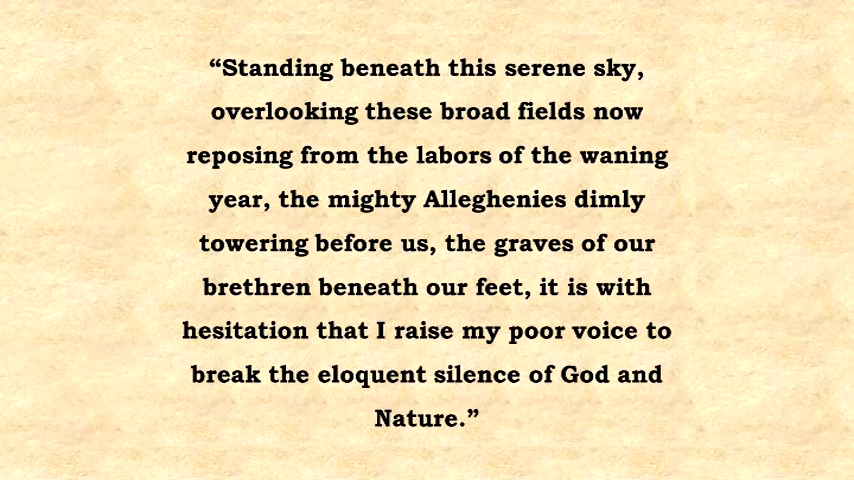 “Standing beneath this serene sky,
overlooking these broad fields now
reposing from the labors of the waning
year, the mighty Alleghenies dimly
towering before us, the graves of our
brethren beneath our feet, it is with
hesitation that I raise my poor voice to
break the eloquent silence of God and
Nature.”